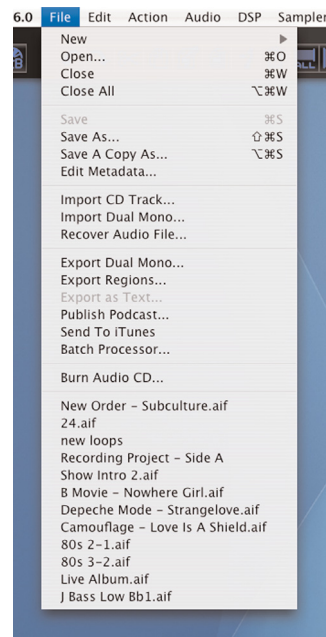 6.0 File Edit Action Audio DSP Sampler
New
Open... ⌘O
Close ⌘W
Close All ⌥⌘W
Save ⌘S
Save As... ⇧⌘S
Save A Copy As... ⌥⌘S
Edit Metadata...
Import CD Track...
Import Dual Mono...
Recover Audio File...
Export Dual Mono...
Export Regions...
Export as Text...
Publish Podcast...
Send To iTunes
Batch Processor...
Burn Audio CD...
New Order – Subculture.aif
24.aif
new loops
Recording Project – Side A
Show Intro 2.aif
B Movie – Nowhere Girl.aif
Depeche Mode – Strangelove.aif
Camouflage – Love Is A Shield.aif
80s 2-1.aif
80s 3-2.aif
Live Album.aif
J Bass Low Bb1.aif